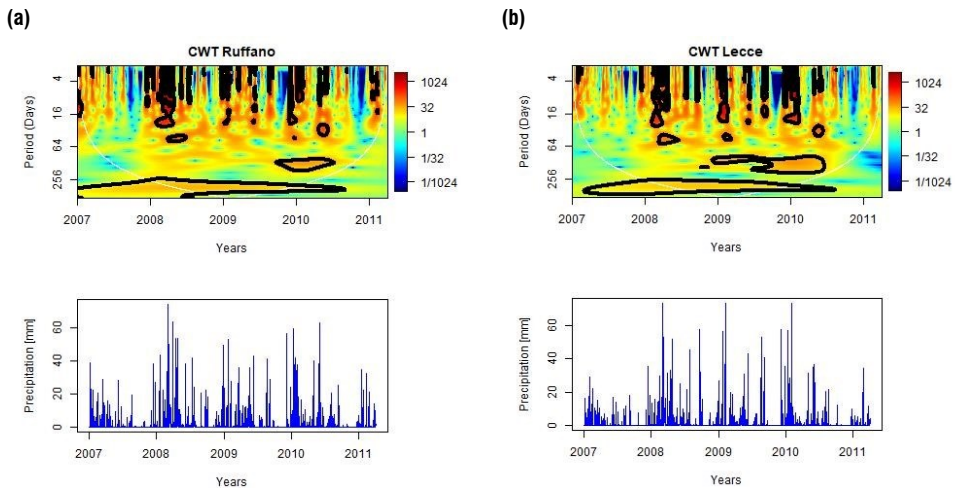 (a)
CWT Ruffano
Period (Days)
4
16
64
256
1024
32
1
1/32
1/1024
2007 2008 2009 2010 2011
Years
Precipitation [mm]
60
40
20
0
2007 2008 2009 2010 2011
Years
(b)
CWT Lecce
Period (Days)
4
16
64
256
1024
32
1
1/32
1/1024
2007 2008 2009 2010 2011
Years
Precipitation [mm]
60
40
20
0
2007 2008 2009 2010 2011
Years